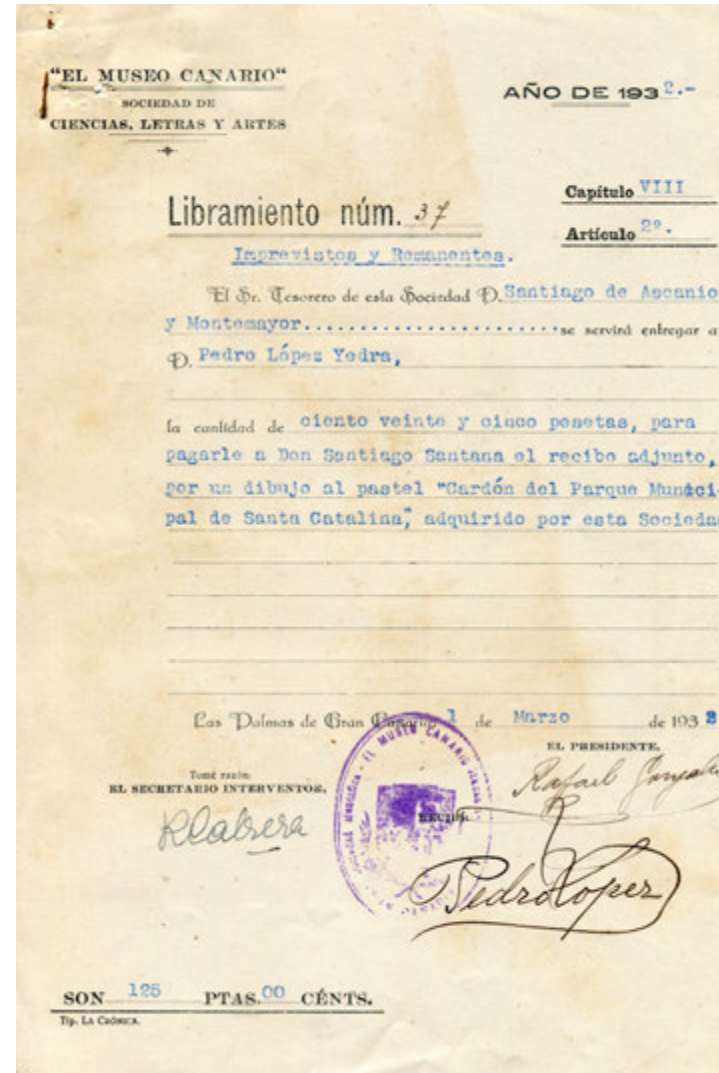 "EL MUSEO CANARIO"
SOCIEDAD DE
CIENCIAS, LETRAS Y ARTES
AÑO DE 1932.-
Capítulo VIII
Libramiento núm. 37
Artículo 2º.
Imprevistos y Remanentes.
El Sr. Tesorero de esta Sociedad D. Santiago de Ascanio
y Montemayor........................se servirá entregar a
D. Pedro López Yedra,
la cantidad de ciento veinte y cinco pesetas, para
pagarle a Don Santiago Santana el recibo adjunto,
por un dibujo al pastel "Cardón del Parque Munici-
pal de Santa Catalina", adquirido por esta Sociedad
Las Palmas de Gran Canaria 1 de Marzo de 1932
EL PRESIDENTE,
Tomé razón:
EL SECRETARIO INTERVENTOR,
Rafael González
RECIBÍ:
RCabrera
EL MUSEO CANARIO
Pedro López
SON 125 PTAS. 00 CÉNTS.
Tip. LA CRÓNICA.